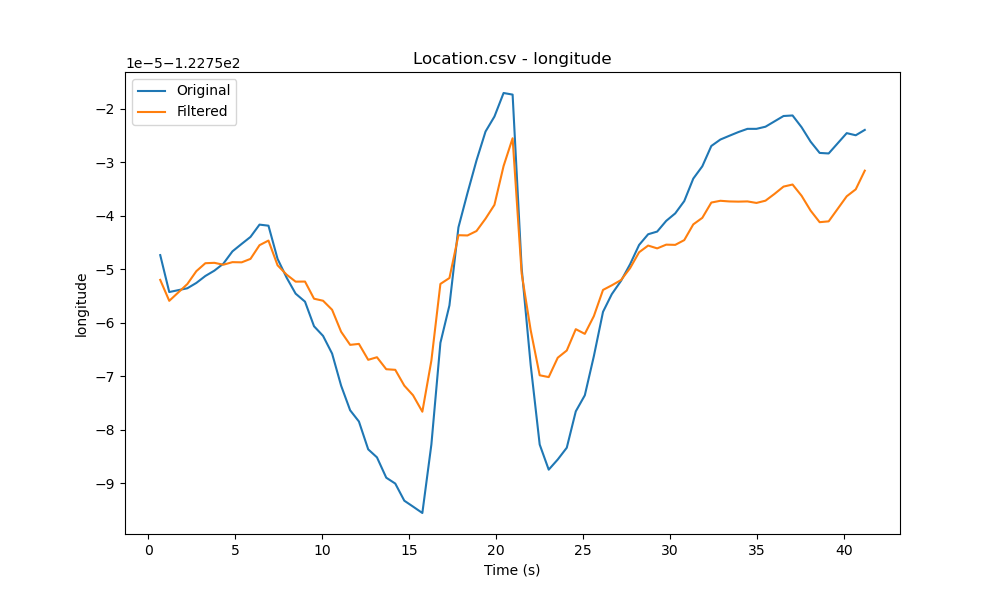 Location.csv - longitude
1e−5−1.2275e2
Original
Filtered
−2
−3
−4
−5
−6
−7
−8
−9
longitude
0 5 10 15 20 25 30 35 40
Time (s)